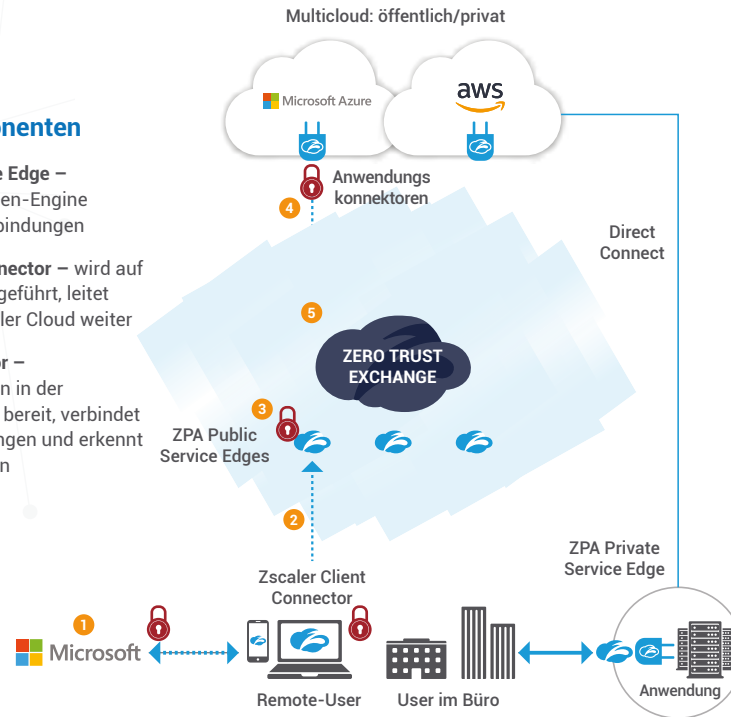 Multicloud: öffentlich/privat
Microsoft Azure
aws
Anwendungs
konnektoren
4
Direct
Connect
5
ZERO TRUST
EXCHANGE
3
ZPA Public
Service Edges
2
Zscaler Client
Connector
ZPA Private
Service Edge
1
Microsoft
Remote-User
User im Büro
Anwendung
onenten
e Edge –
en-Engine
bindungen
nector – wird auf
geführt, leitet
ler Cloud weiter
or –
n in der
bereit, verbindet
ngen und erkennt
n